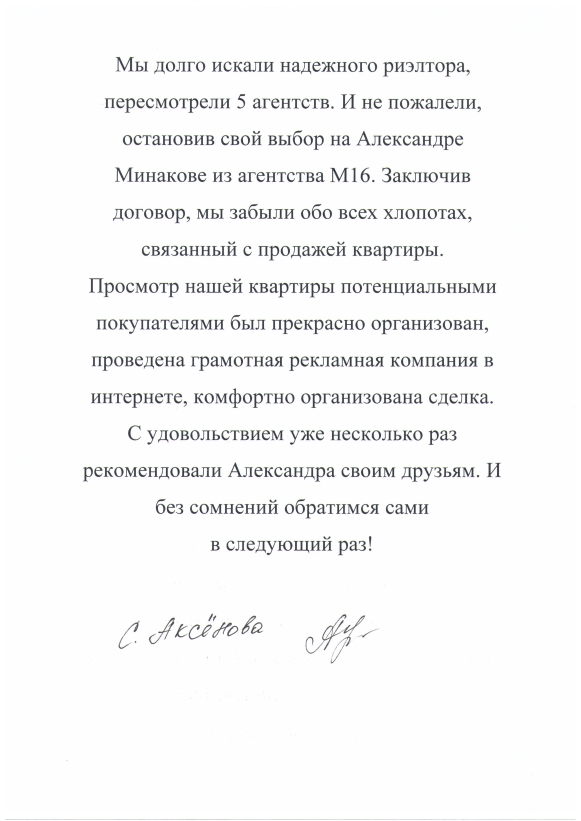 Мы долго искали надежного риэлтора,
пересмотрели 5 агентств. И не пожалели,
остановив свой выбор на Александре
Минакове из агентства М16. Заключив
договор, мы забыли обо всех хлопотах,
связанный с продажей квартиры.
Просмотр нашей квартиры потенциальными
покупателями был прекрасно организован,
проведена грамотная рекламная компания в
интернете, комфортно организована сделка.
С удовольствием уже несколько раз
рекомендовали Александра своим друзьям. И
без сомнений обратимся сами
в следующий раз!
С. Аксёнова